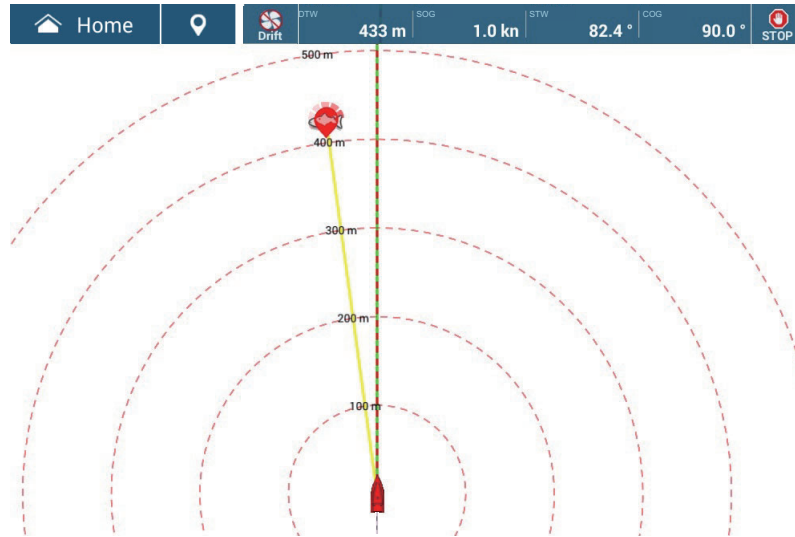 Home
Drift
DTW
433 m
SOG
1.0 kn
STW
82.4 °
COG
90.0 °
STOP
500 m
400 m
300 m
200 m
100 m